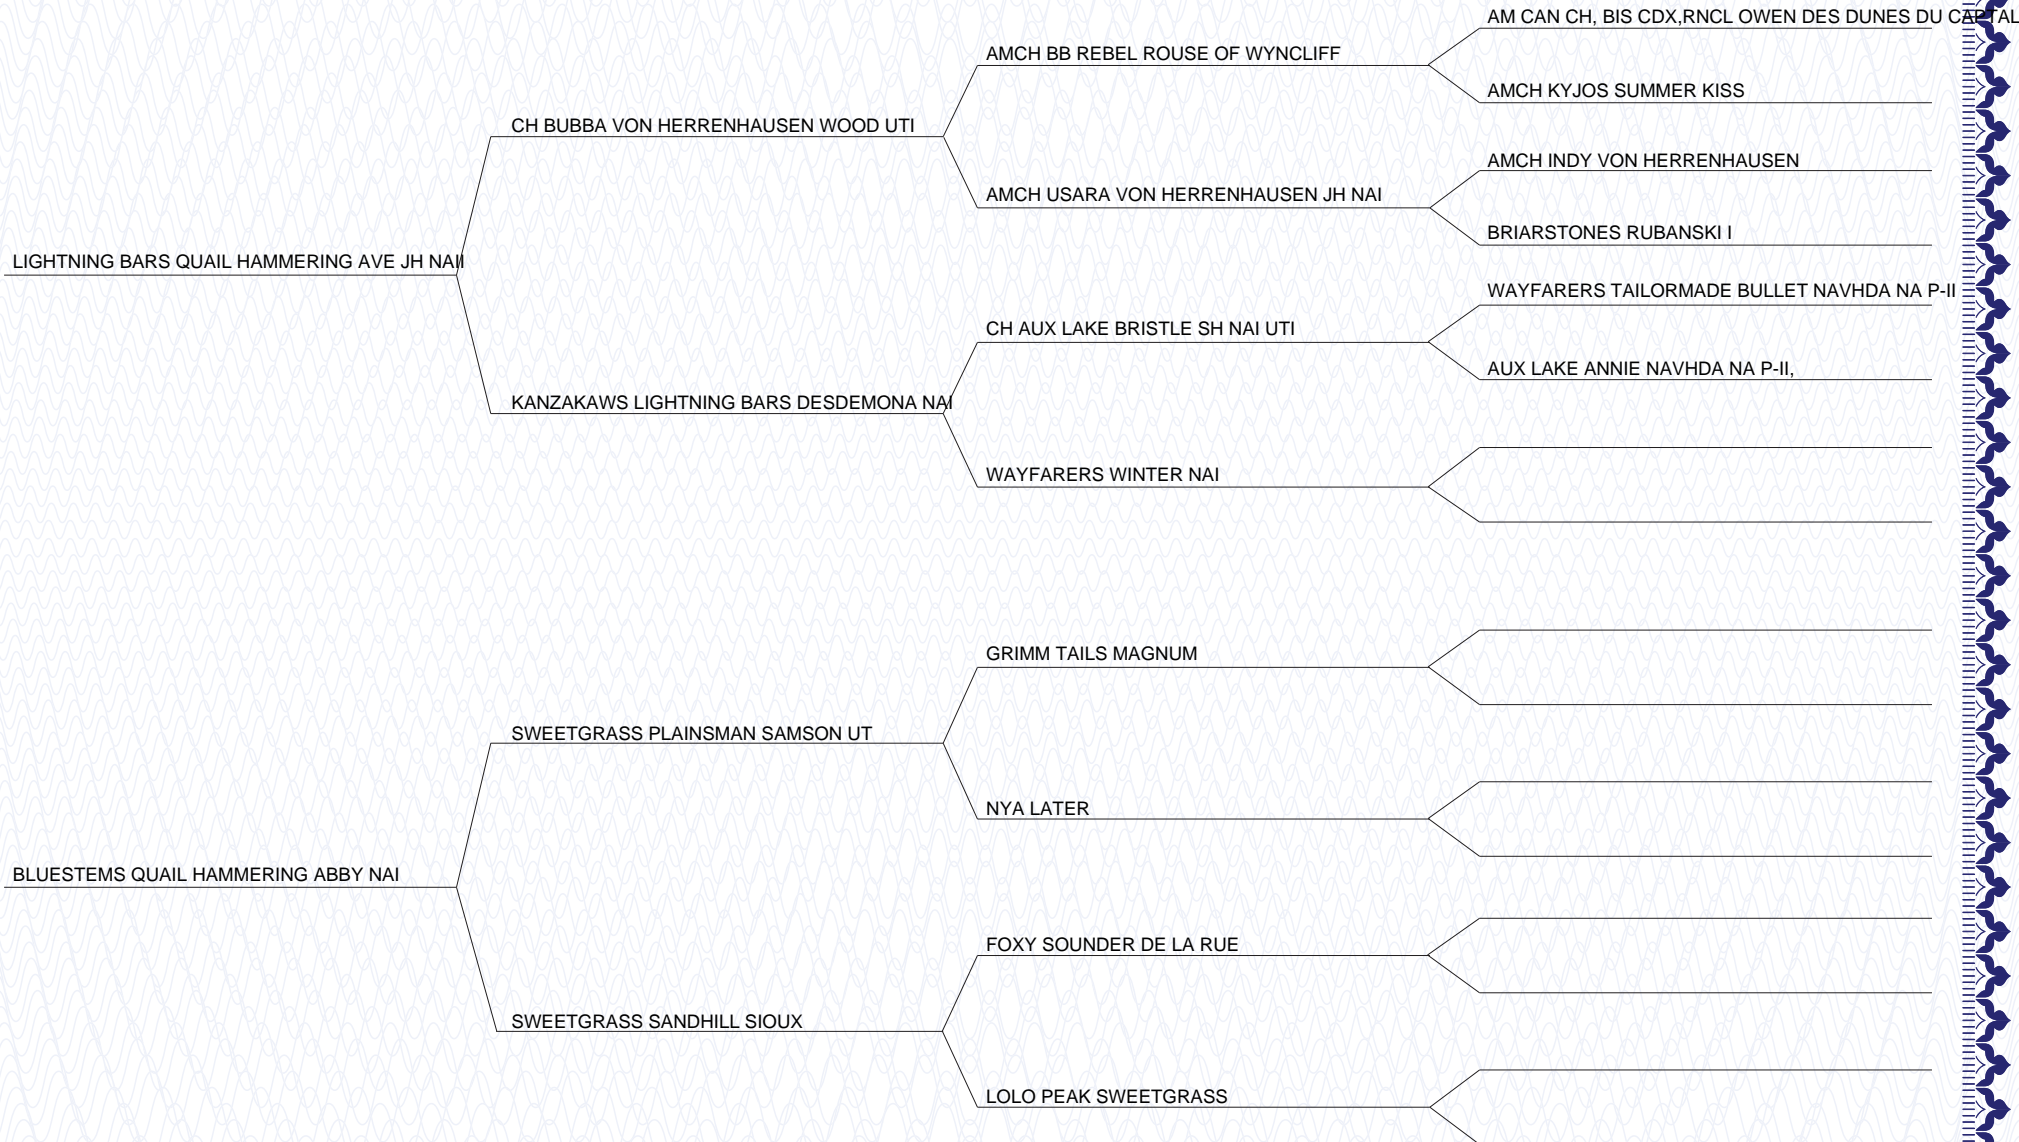 AM CAN CH, BIS CDX,RNCL OWEN DES DUNES DU CAPTAL
AMCH BB REBEL ROUSE OF WYNCLIFF
AMCH KYJOS SUMMER KISS
CH BUBBA VON HERRENHAUSEN WOOD UTI
AMCH INDY VON HERRENHAUSEN
AMCH USARA VON HERRENHAUSEN JH NAI
BRIARSTONES RUBANSKI I
LIGHTNING BARS QUAIL HAMMERING AVE JH NAII
WAYFARERS TAILORMADE BULLET NAVHDA NA P-II
CH AUX LAKE BRISTLE SH NAI UTI
AUX LAKE ANNIE NAVHDA NA P-II,
KANZAKAWS LIGHTNING BARS DESDEMONA NAI
WAYFARERS WINTER NAI
GRIMM TAILS MAGNUM
SWEETGRASS PLAINSMAN SAMSON UT
NYA LATER
BLUESTEMS QUAIL HAMMERING ABBY NAI
FOXY SOUNDER DE LA RUE
SWEETGRASS SANDHILL SIOUX
LOLO PEAK SWEETGRASS